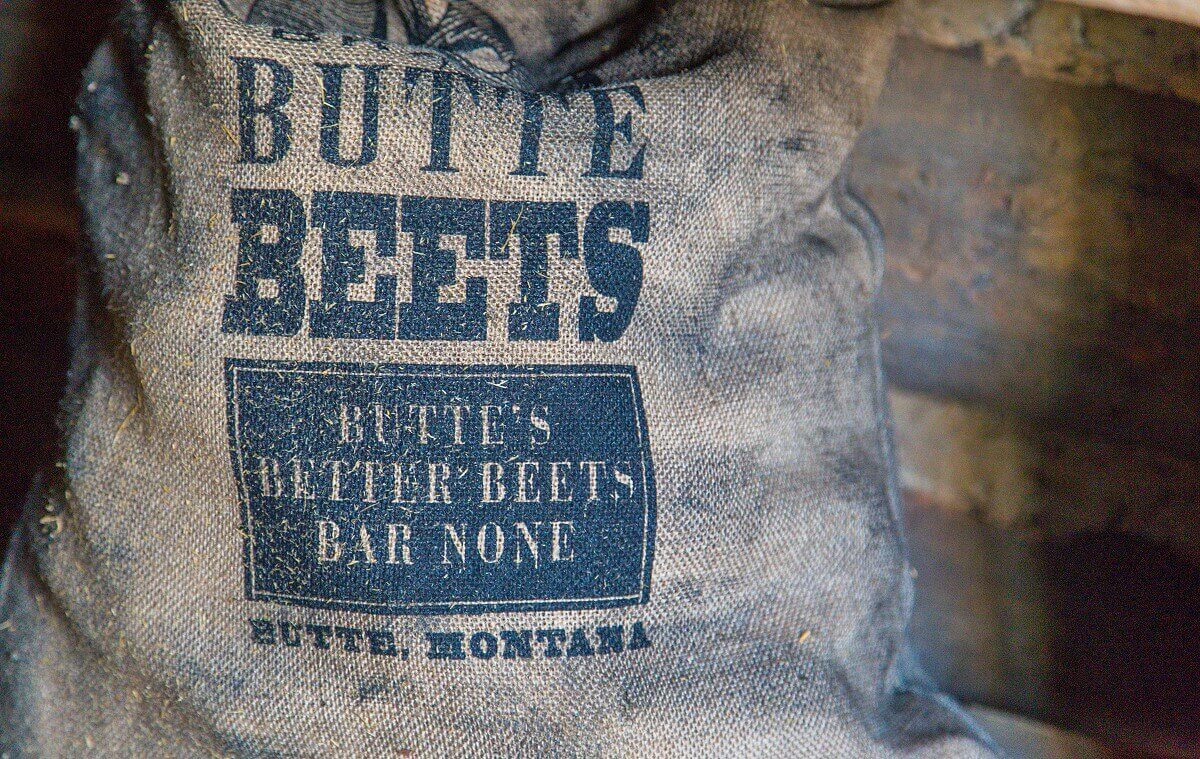 BUTTE
BEETS
BUTTE'S
BETTER BEETS
BAR NONE
BUTTE, MONTANA